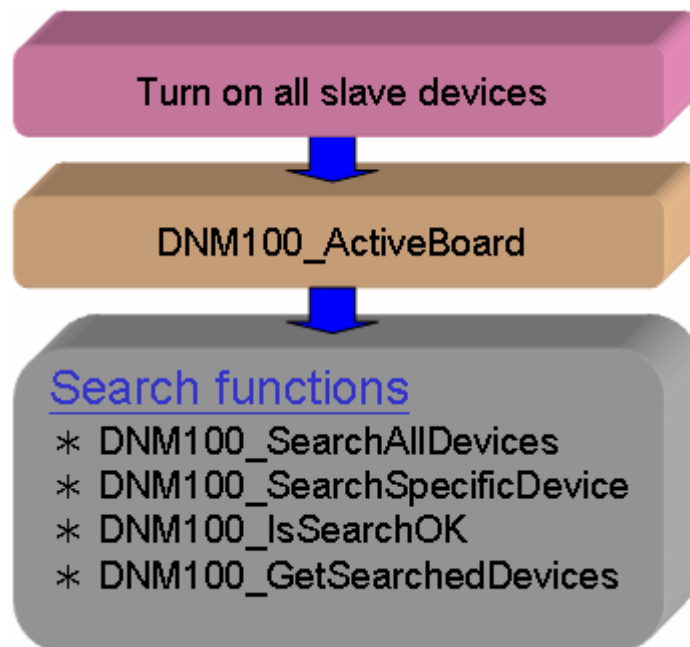 Turn on all slave devices
DNM100_ActiveBoard
Search functions
* DNM100_SearchAllDevices
* DNM100_SearchSpecificDevice
* DNM100_IsSearchOK
* DNM100_GetSearchedDevices